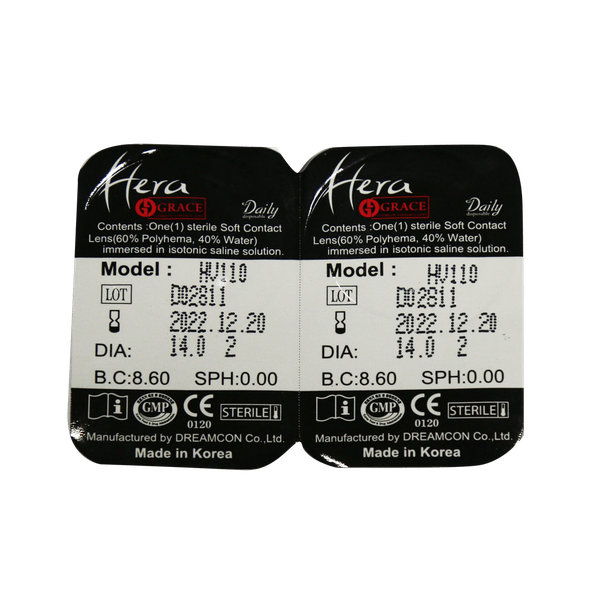 Hera
GRACE
Daily
disposable
Contents :One(1) sterile Soft Contact
Lens(60% Polyhema, 40% Water)
immersed in isotonic saline solution.
Model : HV110
LOT D02811
2022.12.20
DIA: 14.0 2
B.C:8.60 SPH:0.00
i GMP CE 0120 STERILE
Manufactured by DREAMCON Co.,Ltd.
Made in Korea
Hera
GRACE
Daily
disposable
Contents :One(1) sterile Soft Contact
Lens(60% Polyhema, 40% Water)
immersed in isotonic saline solution.
Model : HV110
LOT D02811
2022.12.20
DIA: 14.0 2
B.C:8.60 SPH:0.00
i GMP CE 0120 STERILE
Manufactured by DREAMCON Co.,Ltd.
Made in Korea